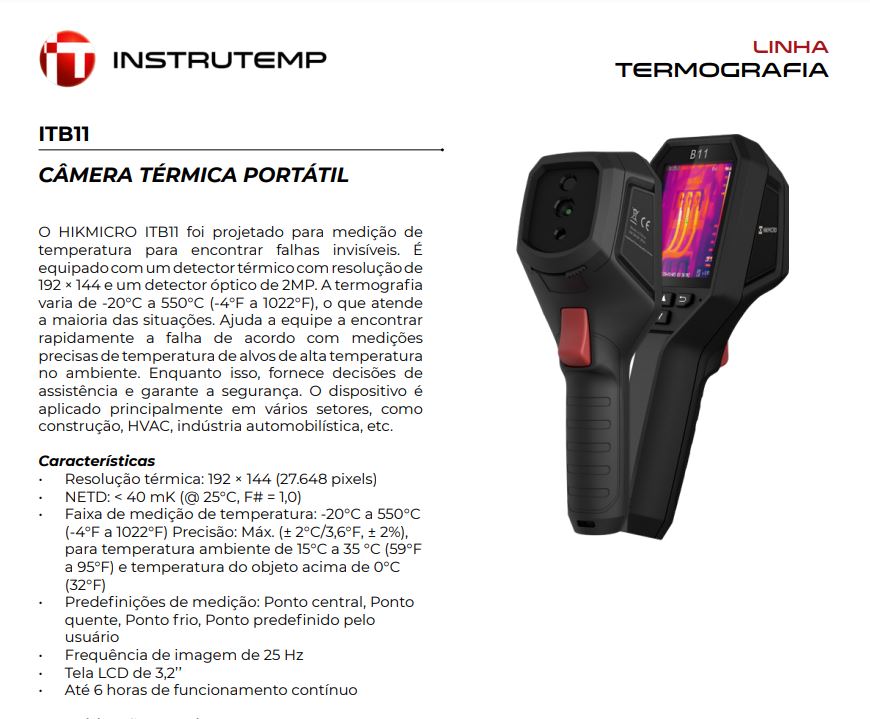 INSTRUTEMP
LINHA
TERMOGRAFIA
ITB11
CÂMERA TÉRMICA PORTÁTIL
O HIKMICRO ITB11 foi projetado para medição de
temperatura para encontrar falhas invisíveis. É
equipado com um detector térmico com resolução de
192 × 144 e um detector óptico de 2MP. A termografia
varia de -20°C a 550°C (-4°F a 1022°F), o que atende
a maioria das situações. Ajuda a equipe a encontrar
rapidamente a falha de acordo com medições
precisas de temperatura de alvos de alta temperatura
no ambiente. Enquanto isso, fornece decisões de
assistência e garante a segurança. O dispositivo é
aplicado principalmente em vários setores, como
construção, HVAC, indústria automobilística, etc.
Características
• Resolução térmica: 192 × 144 (27.648 pixels)
• NETD: < 40 mK (@ 25°C, F# = 1,0)
• Faixa de medição de temperatura: -20°C a 550°C
(-4°F a 1022°F) Precisão: Máx. (± 2°C/3,6°F, ± 2%),
para temperatura ambiente de 15°C a 35 °C (59°F
a 95°F) e temperatura do objeto acima de 0°C
(32°F)
• Predefinições de medição: Ponto central, Ponto
quente, Ponto frio, Ponto predefinido pelo
usuário
• Frequência de imagem de 25 Hz
• Tela LCD de 3,2’’
• Até 6 horas de funcionamento contínuo
B11
CE
HIKMICRO